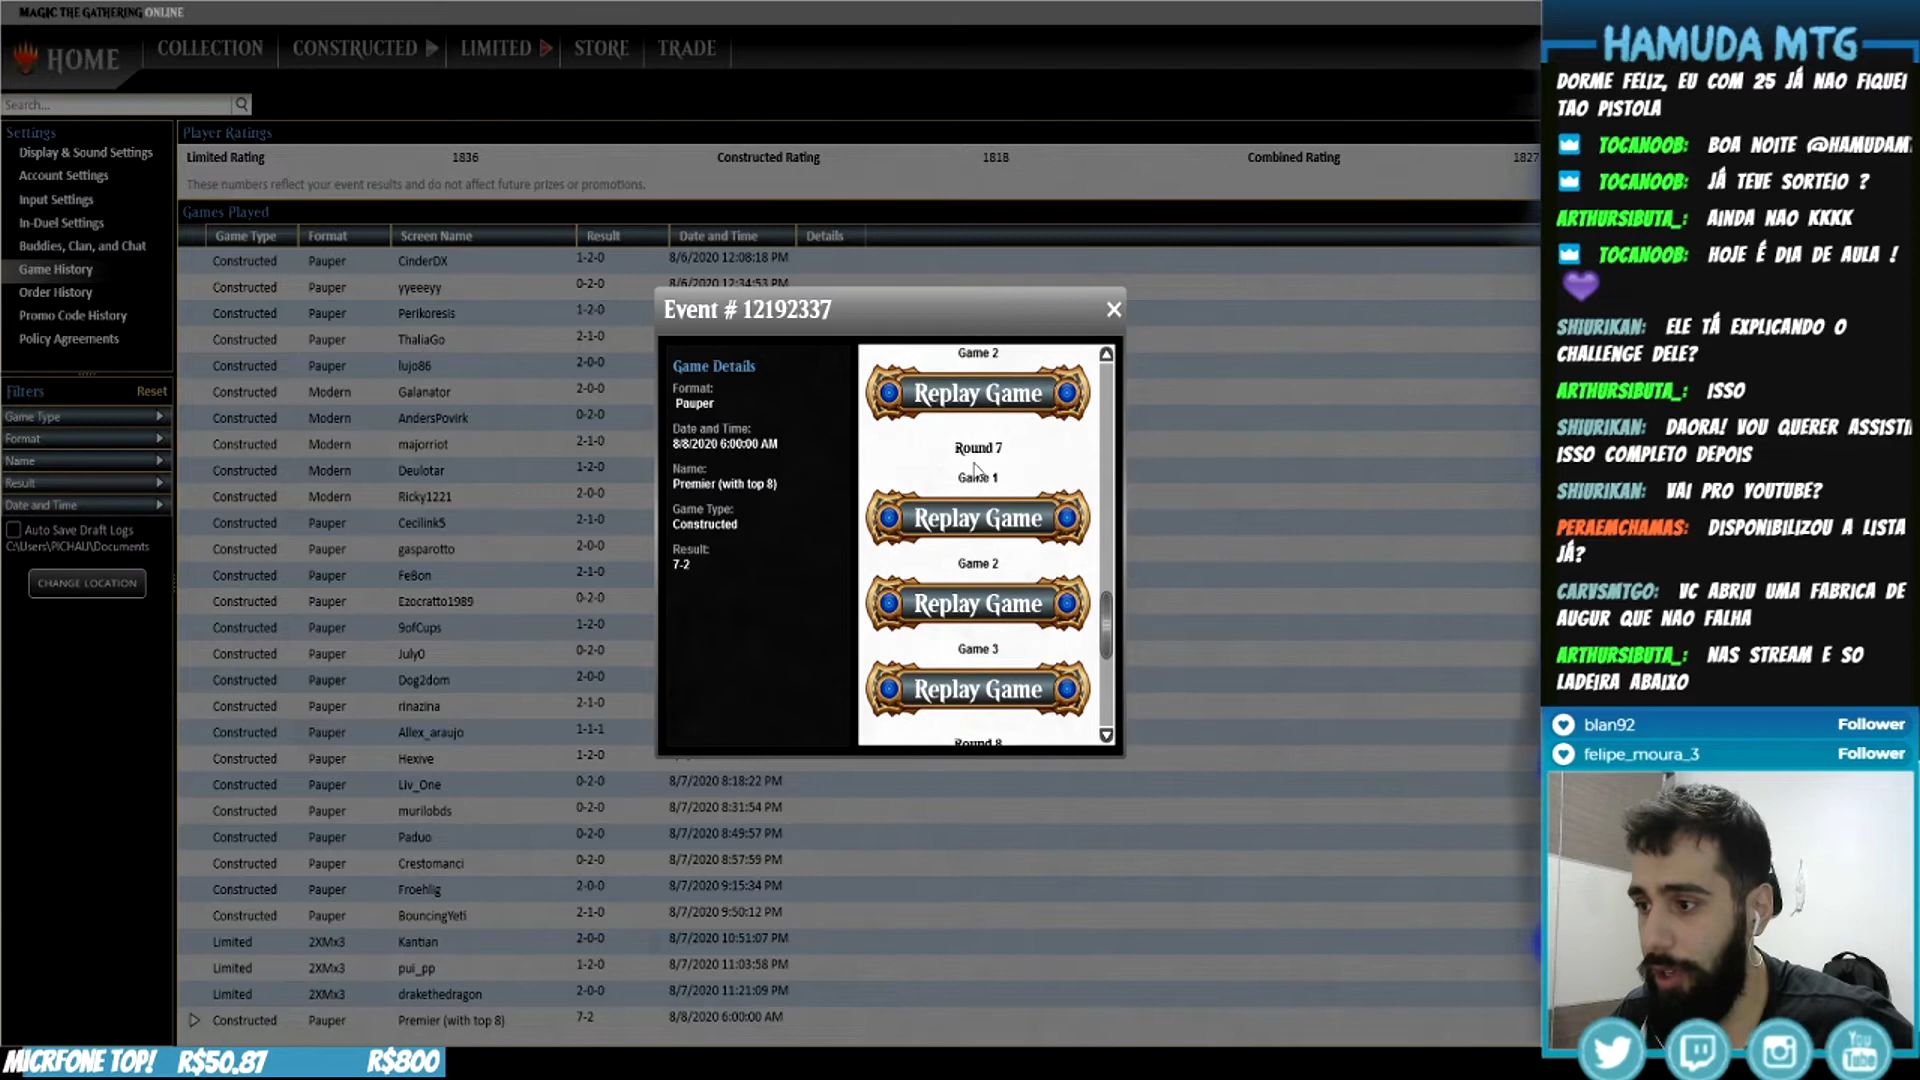 MAGIC THE GATHERING ONLINE
HOME
COLLECTION
CONSTRUCTED
LIMITED
STORE
TRADE
Search...
Settings
Display & Sound Settings
Account Settings
Input Settings
In-Duel Settings
Buddies, Clan, and Chat
Game History
Order History
Promo Code History
Policy Agreements
Filters Reset
Game Type
Format
Name
Result
Date and Time
Auto Save Draft Logs
C:\Users\PICHAU\Documents
CHANGE LOCATION
Player Ratings
Limited Rating 1836 Constructed Rating 1818 Combined Rating 1827
These numbers reflect your event results and do not affect future prizes or promotions.
Games Played
Game Type Format Screen Name Result Date and Time Details
Constructed Pauper CinderDX 1-2-0 8/6/2020 12:08:18 PM
Constructed Pauper yyeeeyy 0-2-0 8/6/2020 12:34:53 PM
Constructed Pauper Perikoresis 1-2-0
Constructed Pauper ThaliaGo 2-1-0
Constructed Pauper lujo86 2-0-0
Constructed Modern Galanator 2-0-0
Constructed Modern AndersPovirk 0-2-0
Constructed Modern majorriot 2-1-0
Constructed Modern Deulotar 1-2-0
Constructed Modern Ricky1221 2-0-0
Constructed Pauper Cecilink5 2-1-0
Constructed Pauper gasparotto 2-0-0
Constructed Pauper FeBon 2-1-0
Constructed Pauper Ezocratto1989 0-2-0
Constructed Pauper 9ofCups 1-2-0
Constructed Pauper July0 0-2-0
Constructed Pauper Dog2dom 2-0-0
Constructed Pauper rinazina 2-1-0
Constructed Pauper Allex_araujo 1-1-1
Constructed Pauper Hexive 1-2-0
Constructed Pauper Liv_One 0-2-0 8/7/2020 8:18:22 PM
Constructed Pauper murilobds 0-2-0 8/7/2020 8:31:54 PM
Constructed Pauper Paduo 0-2-0 8/7/2020 8:49:57 PM
Constructed Pauper Crestomanci 0-2-0 8/7/2020 8:57:59 PM
Constructed Pauper Froehlig 2-0-0 8/7/2020 9:15:34 PM
Constructed Pauper BouncingYeti 2-1-0 8/7/2020 9:50:12 PM
Limited 2XMx3 Kantian 2-0-0 8/7/2020 10:51:07 PM
Limited 2XMx3 pui_pp 1-2-0 8/7/2020 11:03:58 PM
Limited 2XMx3 drakethedragon 2-0-0 8/7/2020 11:21:09 PM
Constructed Pauper Premier (with top 8) 7-2 8/8/2020 6:00:00 AM
Event # 12192337
Game Details
Format:
Pauper
Date and Time:
8/8/2020 6:00:00 AM
Name:
Premier (with top 8)
Game Type:
Constructed
Result:
7-2
Game 2
Replay Game
Round 7
Game 1
Replay Game
Game 2
Replay Game
Game 3
Replay Game
Round 8
HAMUDA MTG
DORME FELIZ, EU COM 25 JÁ NAO FIQUEI
TAO PISTOLA
TOCANOOB: BOA NOITE @HAMUDAM
TOCANOOB: JÁ TEVE SORTEIO ?
ARTHURSIBUTA_: AINDA NAO KKKK
TOCANOOB: HOJE É DIA DE AULA !
SHIURIKAN: ELE TÁ EXPLICANDO O
CHALLENGE DELE?
ARTHURSIBUTA_: ISSO
SHIURIKAN: DAORA! VOU QUERER ASSISTI
ISSO COMPLETO DEPOIS
SHIURIKAN: VAI PRO YOUTUBE?
PERAEMCHAMAS: DISPONIBILIZOU A LISTA
JÁ?
CARVSMTGO: VC ABRIU UMA FABRICA DE
AUGUR QUE NAO FALHA
ARTHURSIBUTA_: NAS STREAM E SO
LADEIRA ABAIXO
blan92 Follower
felipe_moura_3 Follower
MICRFONE TOP! R$50.87 R$800
You Tube